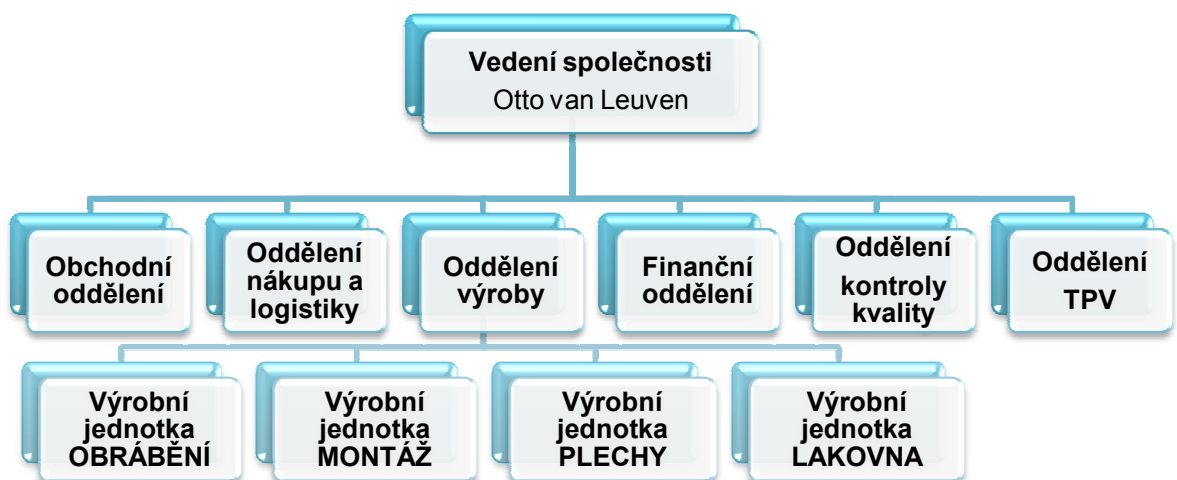 Vedení společnosti
Otto van Leuven
Obchodní
oddělení
Oddělení
nákupu a
logistiky
Oddělení
výroby
Finanční
oddělení
Oddělení
kontroly
kvality
Oddělení
TPV
Výrobní
jednotka
OBRÁBĚNÍ
Výrobní
jednotka
MONTÁŽ
Výrobní
jednotka
PLECHY
Výrobní
jednotka
LAKOVNA